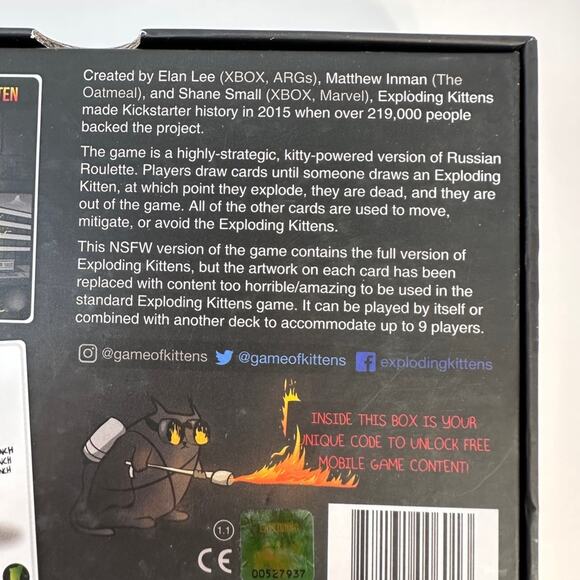 TEN
Created by Elan Lee (XBOX, ARGs), Matthew Inman (The
Oatmeal), and Shane Small (XBOX, Marvel), Exploding Kittens
made Kickstarter history in 2015 when over 219,000 people
backed the project.
The game is a highly-strategic, kitty-powered version of Russian
Roulette. Players draw cards until someone draws an Exploding
Kitten, at which point they explode, they are dead, and they are
out of the game. All of the other cards are used to move,
mitigate, or avoid the Exploding Kittens.
This NSFW version of the game contains the full version of
Exploding Kittens, but the artwork on each card has been
replaced with content too horrible/amazing to be used in the
standard Exploding Kittens game. It can be played by itself or
combined with another deck to accommodate up to 9 players.
@gameofkittens @gameofkittens explodingkittens
INSIDE THIS BOX IS YOUR
UNIQUE CODE TO UNLOCK FREE
MOBILE GAME CONTENT!
NCH
NCH
NCH
1.1
CE
00527937